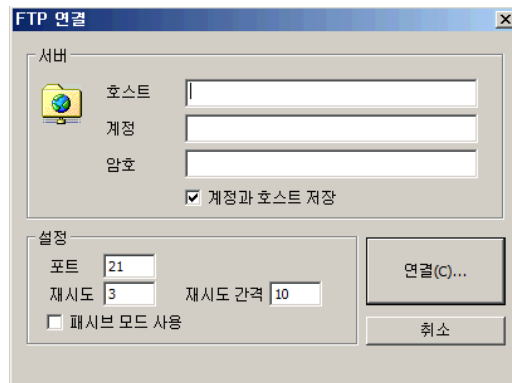 FTP 연결
서버
호스트
계정
암호
계정과 호스트 저장
설정
포트 21
재시도 3 재시도 간격 10
패시브 모드 사용
연결(C)...
취소